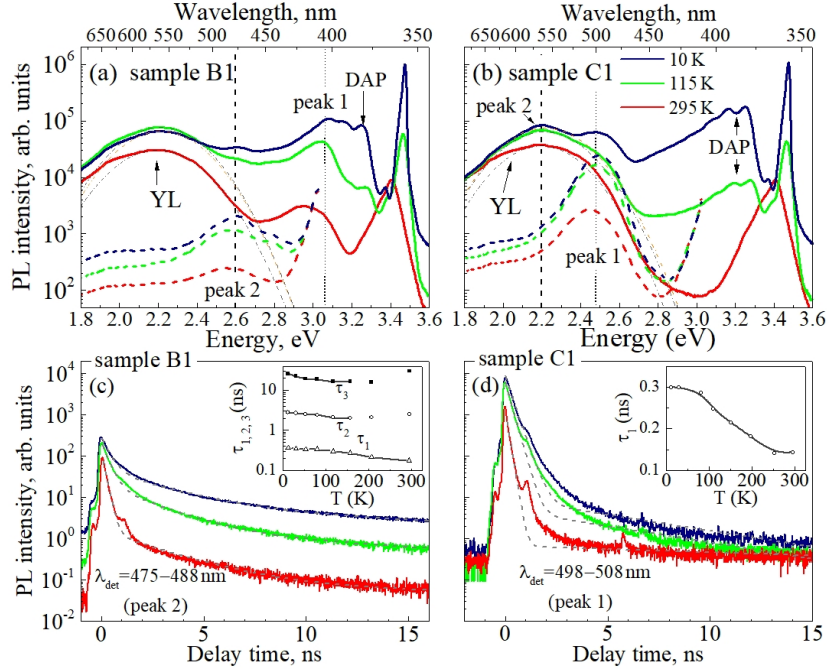 Wavelength, nm
650 600 550 500 450 400 350
Wavelength, nm
650 600 550 500 450 400 350
PL intensity, arb. units
10^6
10^5
10^4
10^3
10^2
(a) sample B1
DAP
peak 1
YL
peak 2
1.8 2.0 2.2 2.4 2.6 2.8 3.0 3.2 3.4 3.6
Energy, eV
(b) sample C1
10 K
115 K
295 K
peak 2
DAP
YL
peak 1
1.8 2.0 2.2 2.4 2.6 2.8 3.0 3.2 3.4 3.6
Energy (eV)
PL intensity, arb. units
10^4
10^3
10^2
10^1
10^0
10^-1
10^-2
sample B1
(c)
τ1, 2, 3 (ns)
10
1
0.1
τ3
τ2
τ1
0 100 200 300
T (K)
λdet=475–488 nm
(peak 2)
0 5 10 15
Delay time, ns
sample C1
(d)
τ1 (ns)
0.3
0.2
0.1
0 100 200 300
T (K)
λdet=498–508 nm
(peak 1)
0 5 10 15
Delay time, ns